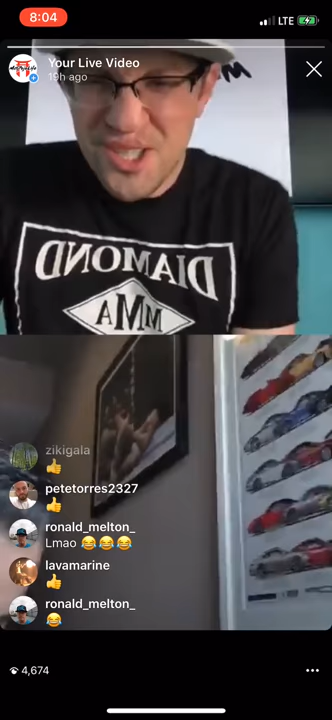 8:04
LTE
Your Live Video
19h ago
DIAMOND
MMA
zikigala
👍
petetorres2327
👍
ronald_melton_
Lmao 😂😂😂
lavamarine
👍
ronald_melton_
😂
4,674